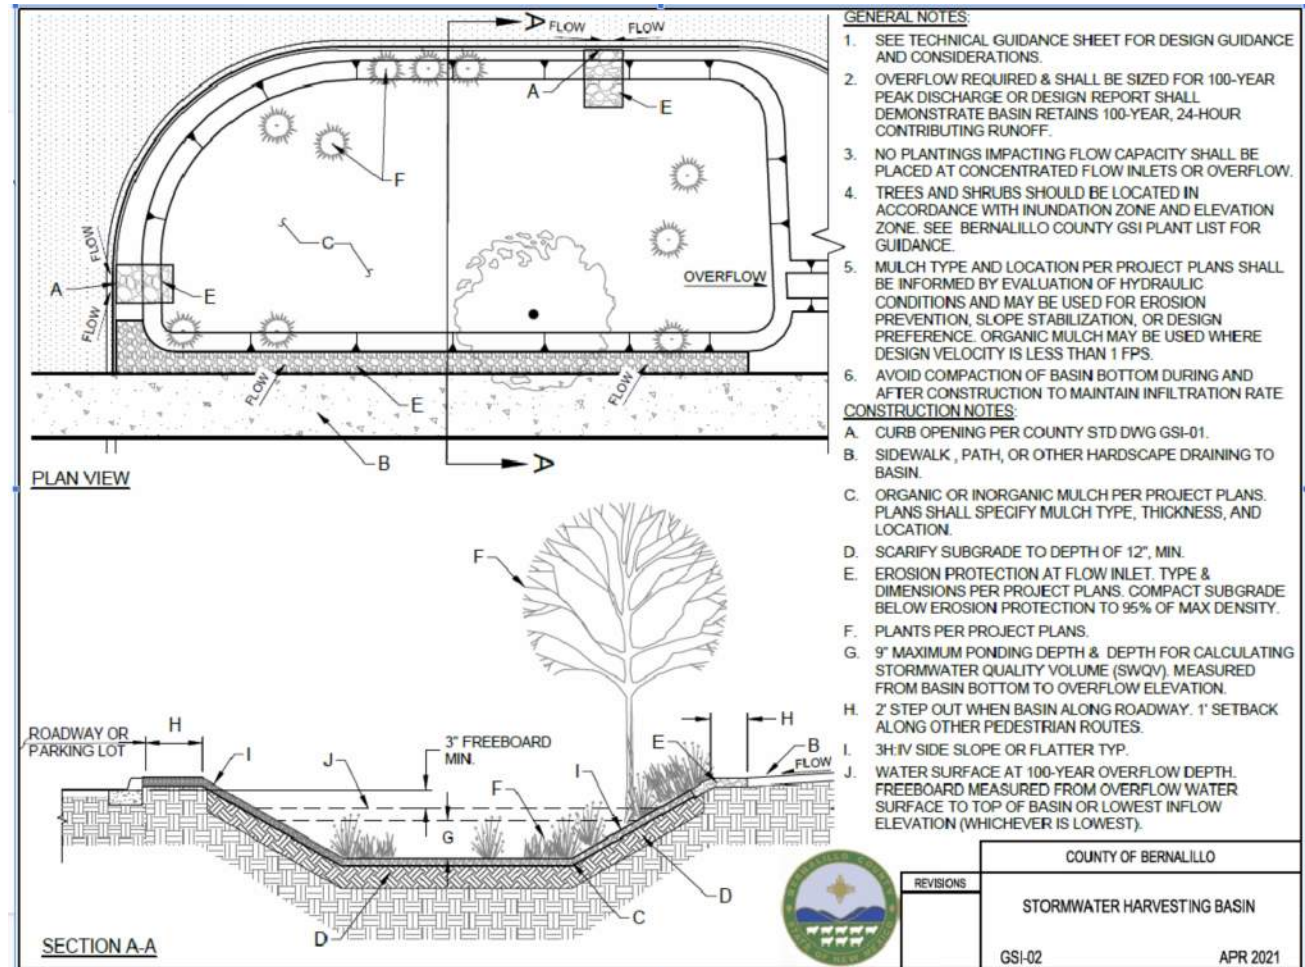 A
FLOW
FLOW
A
E
F
C
FLOW
A
E
FLOW
OVERFLOW
FLOW
FLOW
E
B
A
PLAN VIEW
F
ROADWAY OR
PARKING LOT
H
I
J
3" FREEBOARD
MIN.
F
I
G
E
H
B
FLOW
D
C
D
SECTION A-A
GENERAL NOTES:
1. SEE TECHNICAL GUIDANCE SHEET FOR DESIGN GUIDANCE
AND CONSIDERATIONS.
2. OVERFLOW REQUIRED & SHALL BE SIZED FOR 100-YEAR
PEAK DISCHARGE OR DESIGN REPORT SHALL
DEMONSTRATE BASIN RETAINS 100-YEAR, 24-HOUR
CONTRIBUTING RUNOFF.
3. NO PLANTINGS IMPACTING FLOW CAPACITY SHALL BE
PLACED AT CONCENTRATED FLOW INLETS OR OVERFLOW.
4. TREES AND SHRUBS SHOULD BE LOCATED IN
ACCORDANCE WITH INUNDATION ZONE AND ELEVATION
ZONE. SEE BERNALILLO COUNTY GSI PLANT LIST FOR
GUIDANCE.
5. MULCH TYPE AND LOCATION PER PROJECT PLANS SHALL
BE INFORMED BY EVALUATION OF HYDRAULIC
CONDITIONS AND MAY BE USED FOR EROSION
PREVENTION, SLOPE STABILIZATION, OR DESIGN
PREFERENCE. ORGANIC MULCH MAY BE USED WHERE
DESIGN VELOCITY IS LESS THAN 1 FPS.
6. AVOID COMPACTION OF BASIN BOTTOM DURING AND
AFTER CONSTRUCTION TO MAINTAIN INFILTRATION RATE
CONSTRUCTION NOTES:
A. CURB OPENING PER COUNTY STD DWG GSI-01.
B. SIDEWALK , PATH, OR OTHER HARDSCAPE DRAINING TO
BASIN.
C. ORGANIC OR INORGANIC MULCH PER PROJECT PLANS.
PLANS SHALL SPECIFY MULCH TYPE, THICKNESS, AND
LOCATION.
D. SCARIFY SUBGRADE TO DEPTH OF 12", MIN.
E. EROSION PROTECTION AT FLOW INLET. TYPE &
DIMENSIONS PER PROJECT PLANS. COMPACT SUBGRADE
BELOW EROSION PROTECTION TO 95% OF MAX DENSITY.
F. PLANTS PER PROJECT PLANS.
G. 9" MAXIMUM PONDING DEPTH & DEPTH FOR CALCULATING
STORMWATER QUALITY VOLUME (SWQV). MEASURED
FROM BASIN BOTTOM TO OVERFLOW ELEVATION.
H. 2' STEP OUT WHEN BASIN ALONG ROADWAY. 1' SETBACK
ALONG OTHER PEDESTRIAN ROUTES.
I. 3H:IV SIDE SLOPE OR FLATTER TYP.
J. WATER SURFACE AT 100-YEAR OVERFLOW DEPTH.
FREEBOARD MEASURED FROM OVERFLOW WATER
SURFACE TO TOP OF BASIN OR LOWEST INFLOW
ELEVATION (WHICHEVER IS LOWEST).
BERNALILLO COUNTY
STATE OF NEW MEXICO
REVISIONS
COUNTY OF BERNALILLO
STORMWATER HARVESTING BASIN
GSI-02 APR 2021